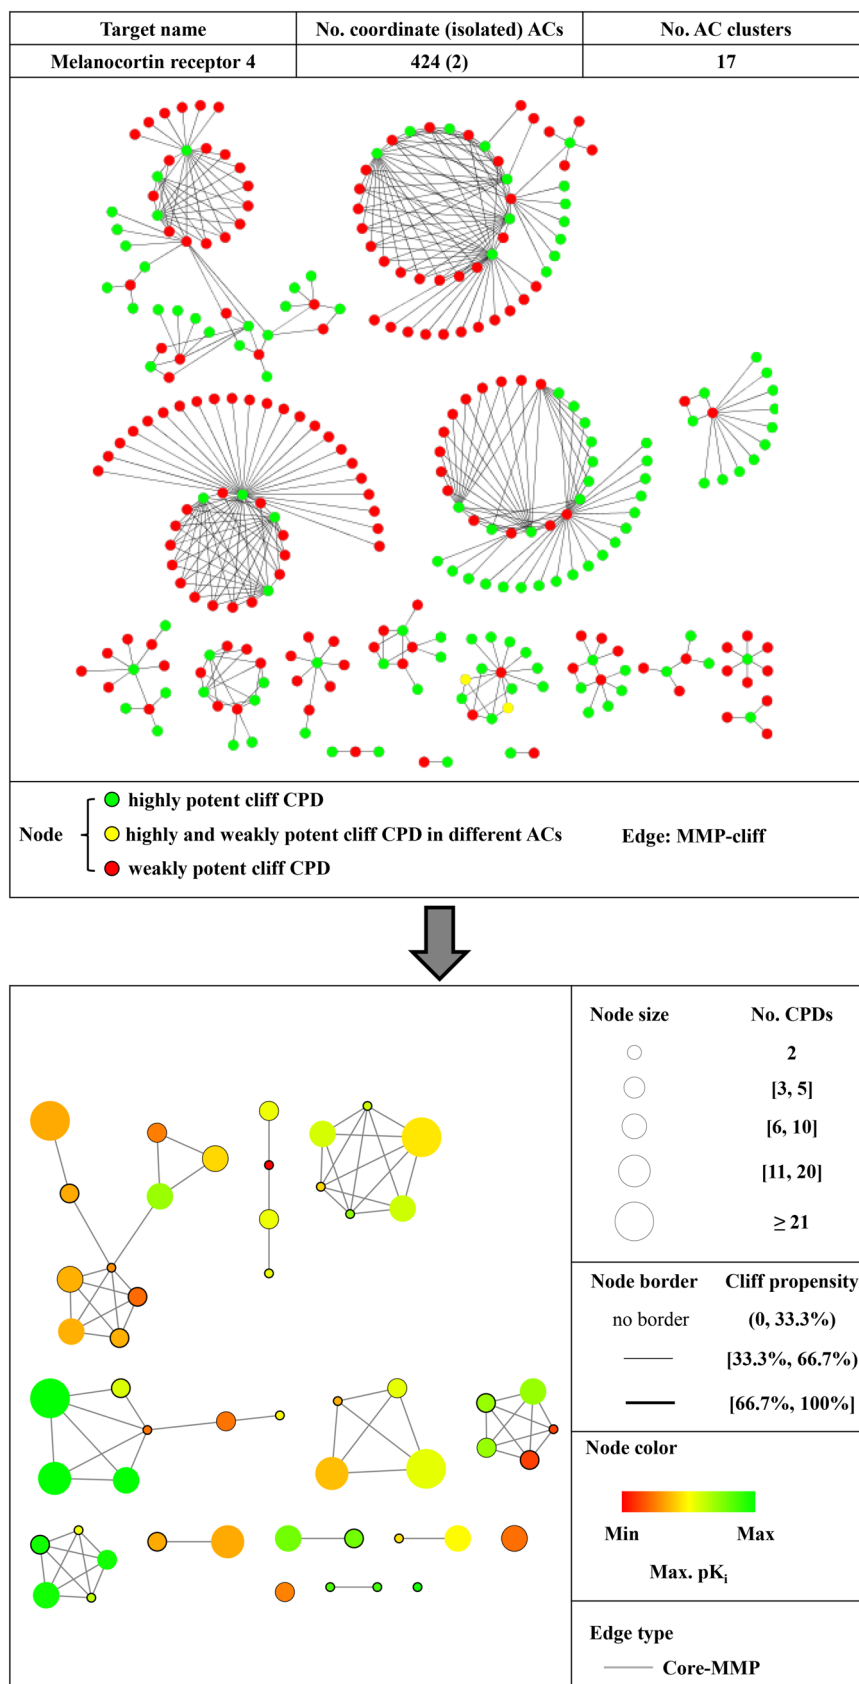 Target name No. coordinate (isolated) ACs No. AC clusters
Melanocortin receptor 4 424 (2) 17
highly potent cliff CPD
Node highly and weakly potent cliff CPD in different ACs Edge: MMP-cliff
weakly potent cliff CPD
Node size No. CPDs
2
[3, 5]
[6, 10]
[11, 20]
≥ 21
Node border Cliff propensity
no border (0, 33.3%)
[33.3%, 66.7%)
[66.7%, 100%]
Node color
Min Max
Max. pKi
Edge type
Core-MMP